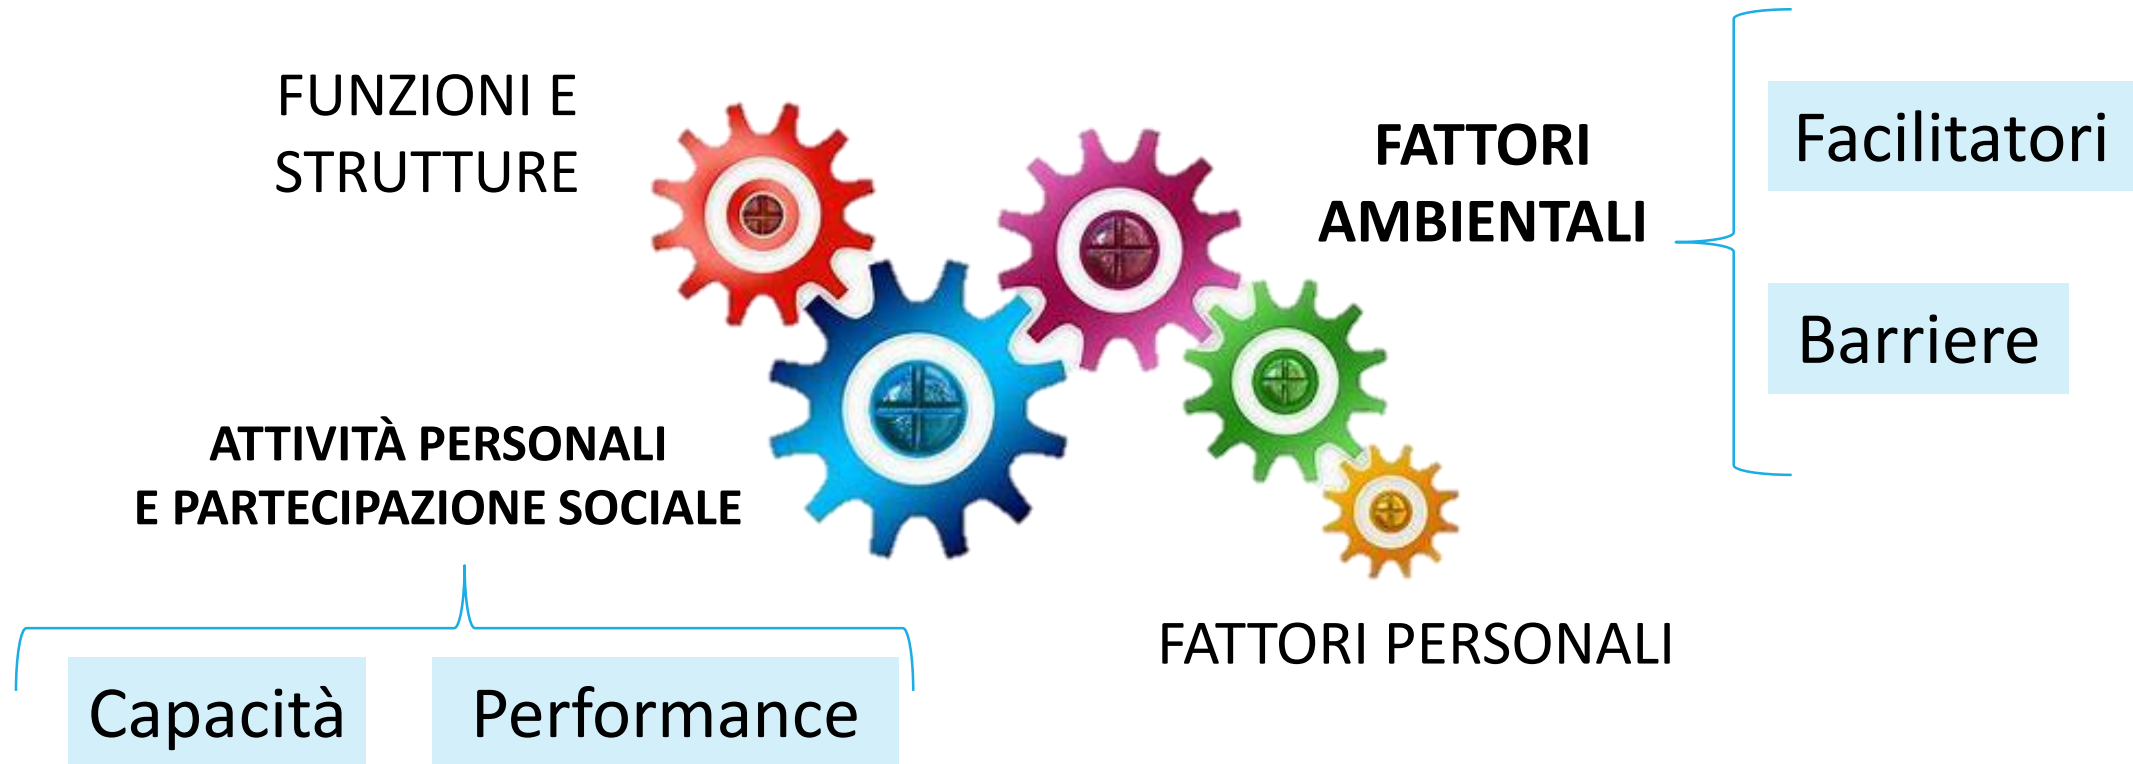 FUNZIONI E
STRUTTURE
FATTORI
AMBIENTALI
Facilitatori
Barriere
ATTIVITÀ PERSONALI
E PARTECIPAZIONE SOCIALE
FATTORI PERSONALI
Capacità
Performance